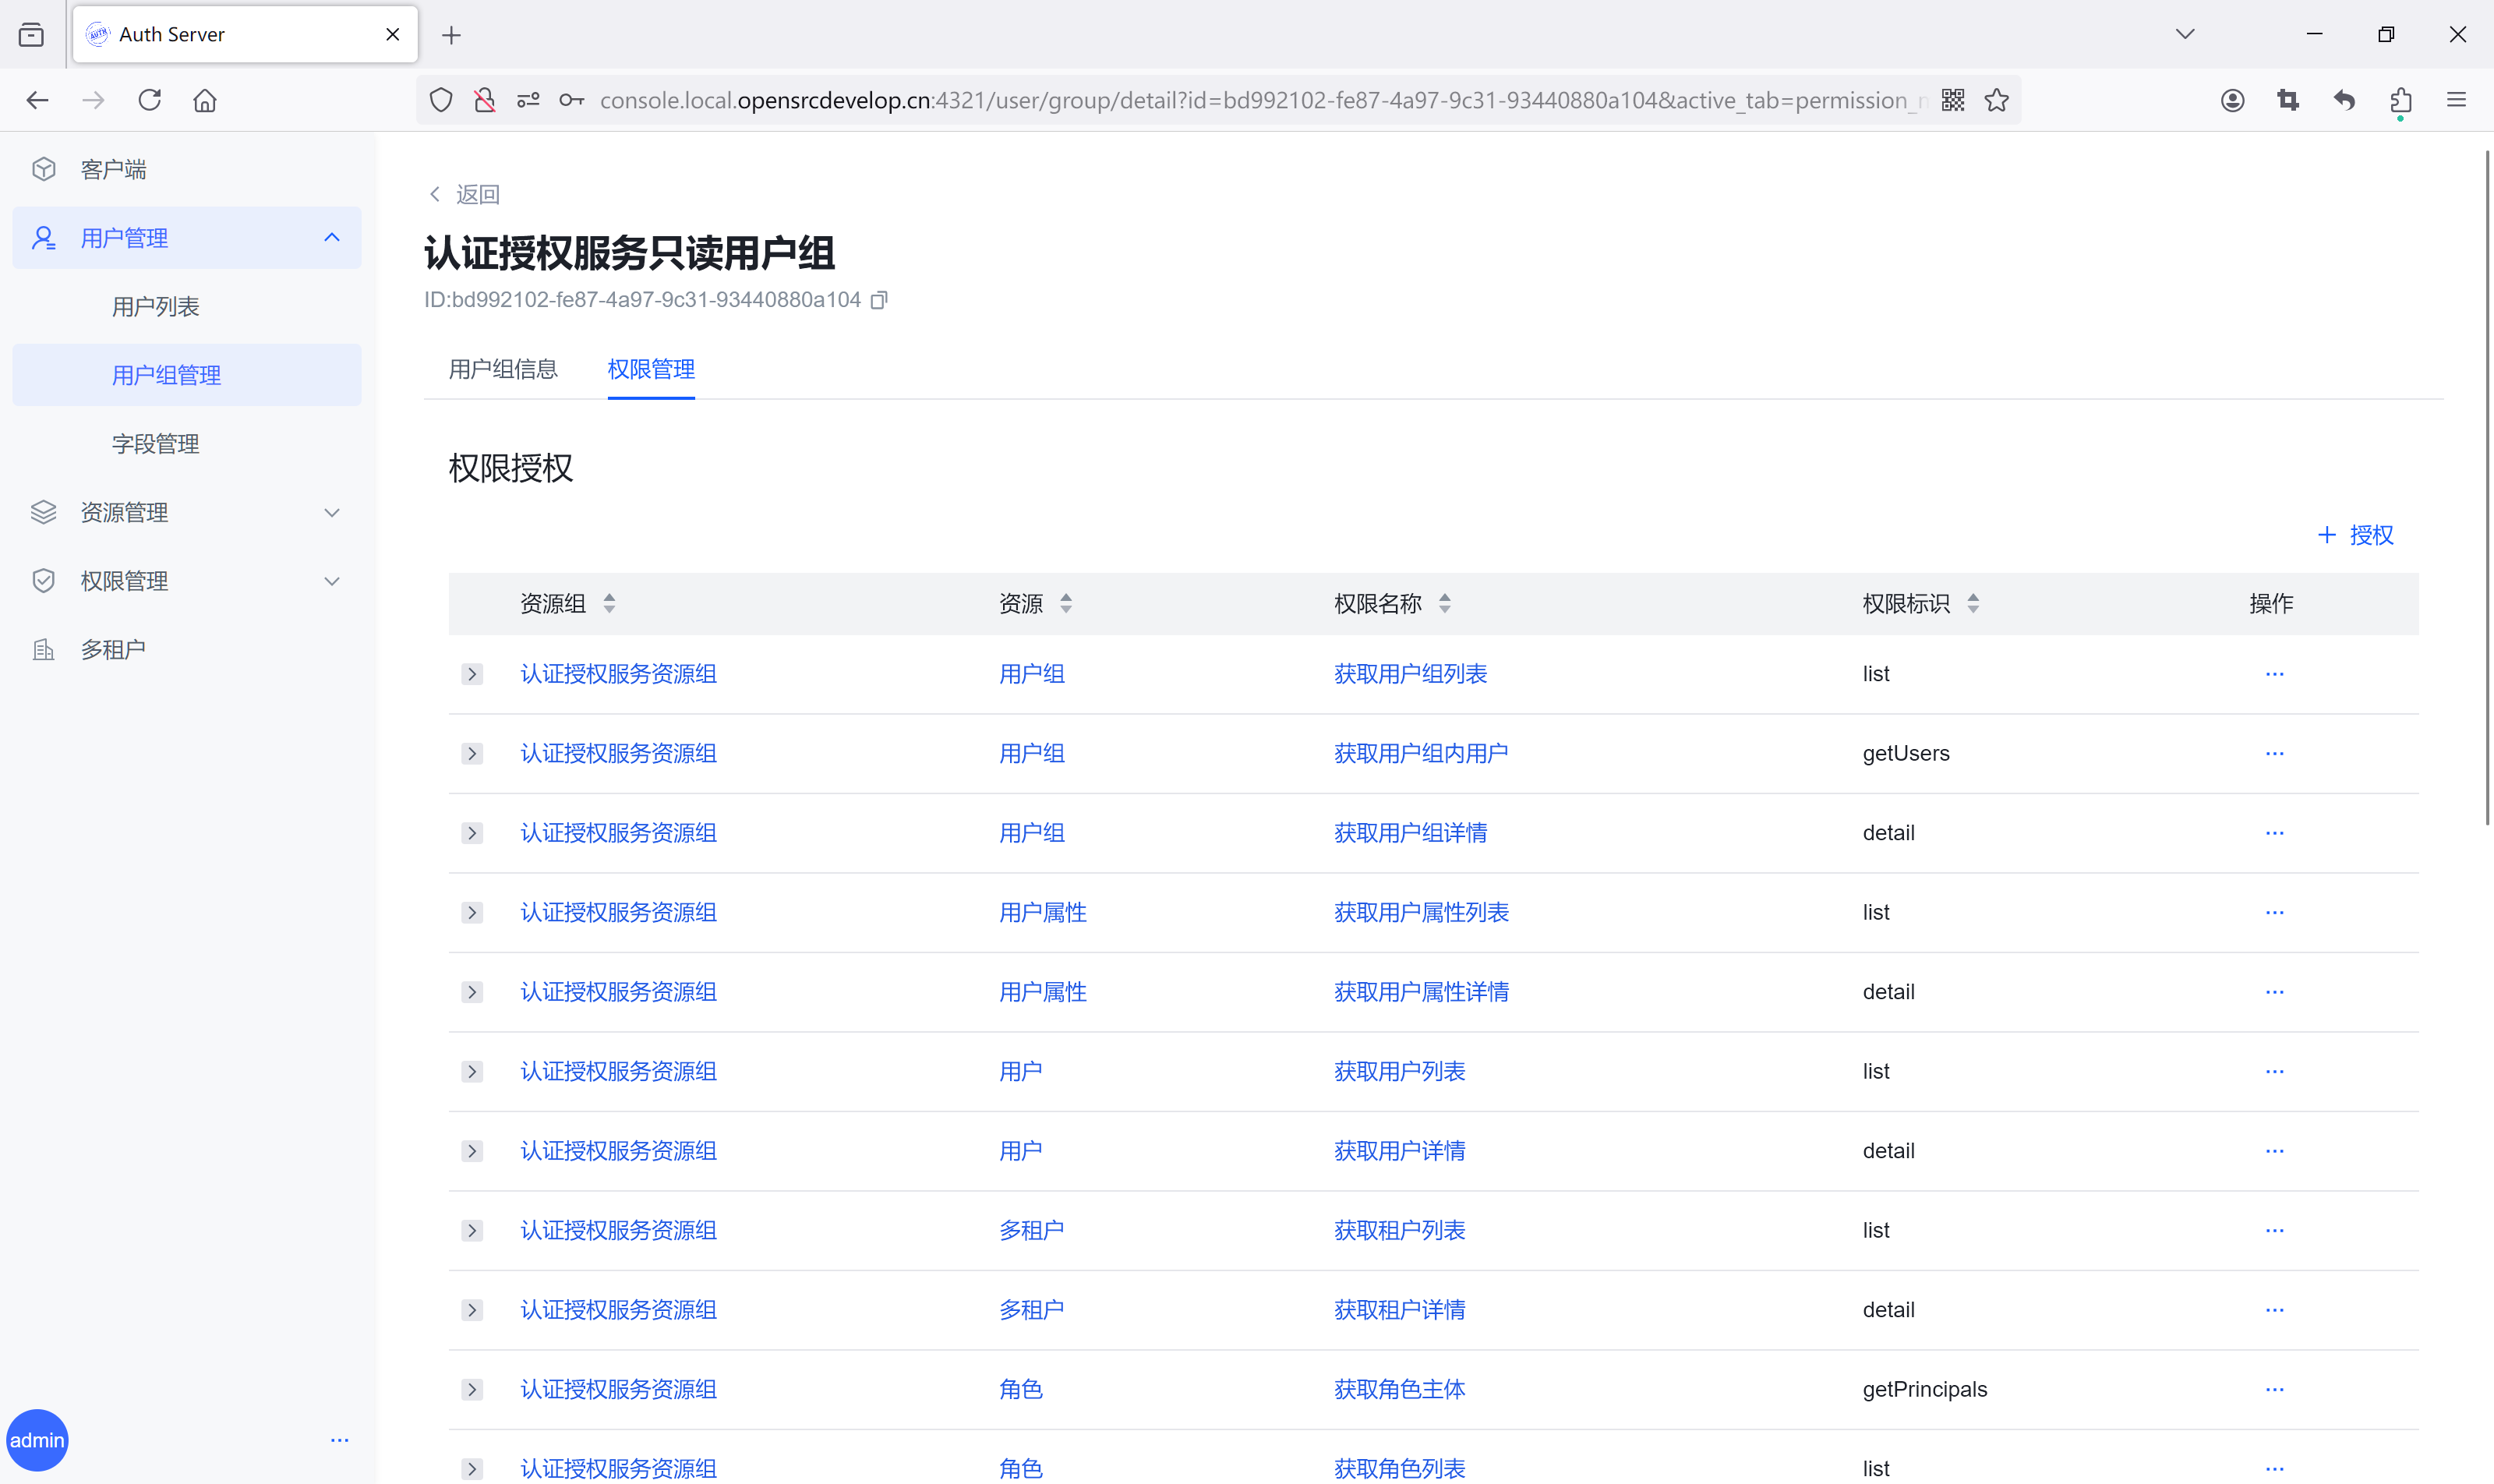 Auth Server
console.local.opensrcdevelop.cn:4321/user/group/detail?id=bd992102-fe87-4a97-9c31-93440880a104&active_tab=permission_
客户端
用户管理
用户列表
用户组管理
字段管理
资源管理
权限管理
多租户
admin
返回
认证授权服务只读用户组
ID:bd992102-fe87-4a97-9c31-93440880a104
用户组信息 权限管理
权限授权
授权
资源组 资源 权限名称 权限标识 操作
认证授权服务资源组 用户组 获取用户组列表 list
认证授权服务资源组 用户组 获取用户组内用户 getUsers
认证授权服务资源组 用户组 获取用户组详情 detail
认证授权服务资源组 用户属性 获取用户属性列表 list
认证授权服务资源组 用户属性 获取用户属性详情 detail
认证授权服务资源组 用户 获取用户列表 list
认证授权服务资源组 用户 获取用户详情 detail
认证授权服务资源组 多租户 获取租户列表 list
认证授权服务资源组 多租户 获取租户详情 detail
认证授权服务资源组 角色 获取角色主体 getPrincipals
认证授权服务资源组 角色 获取角色列表 list